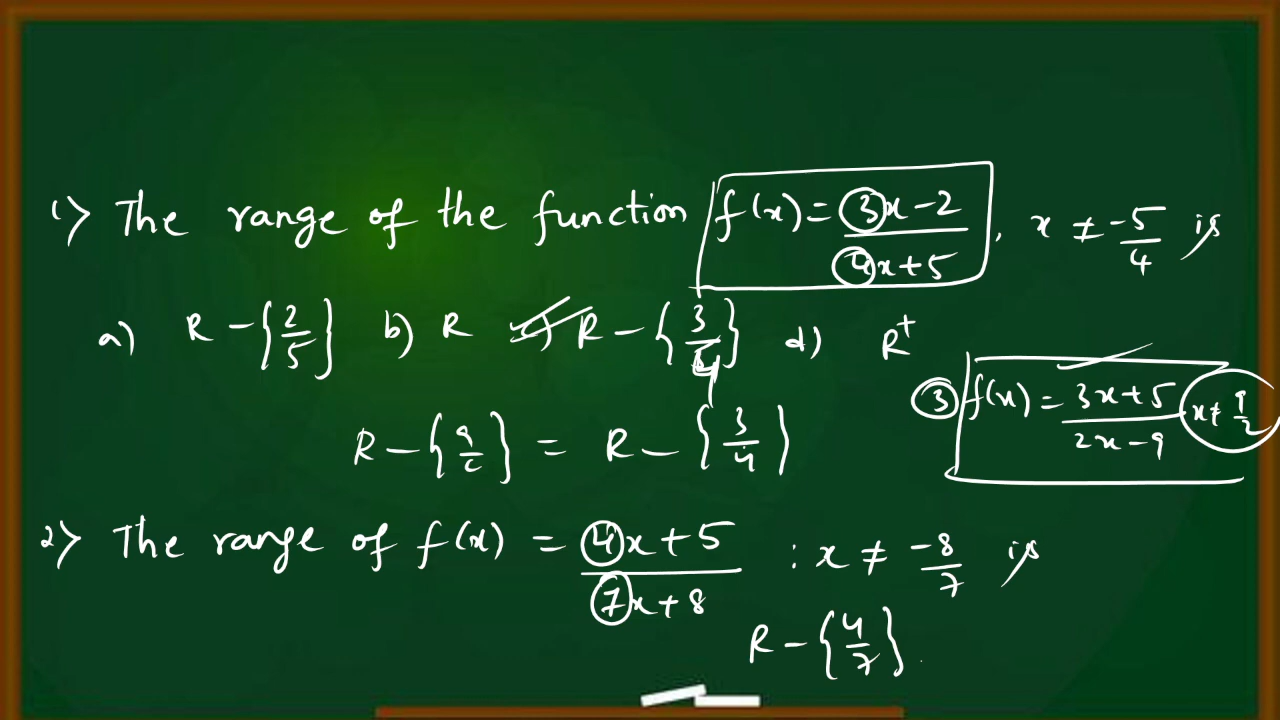 1) The range of the function f(x) = 3x-2/4x+5, x ≠ -5/4 is
a) R-{2/5} b) R c) R-{3/4} d) R⁺
③ f(x) = 3x+5/2x-9 x≠ 9/2
R-{a/c} = R-{3/4}
2) The range of f(x) = 4x+5/7x+8 : x ≠ -8/7 is
R-{4/7}.